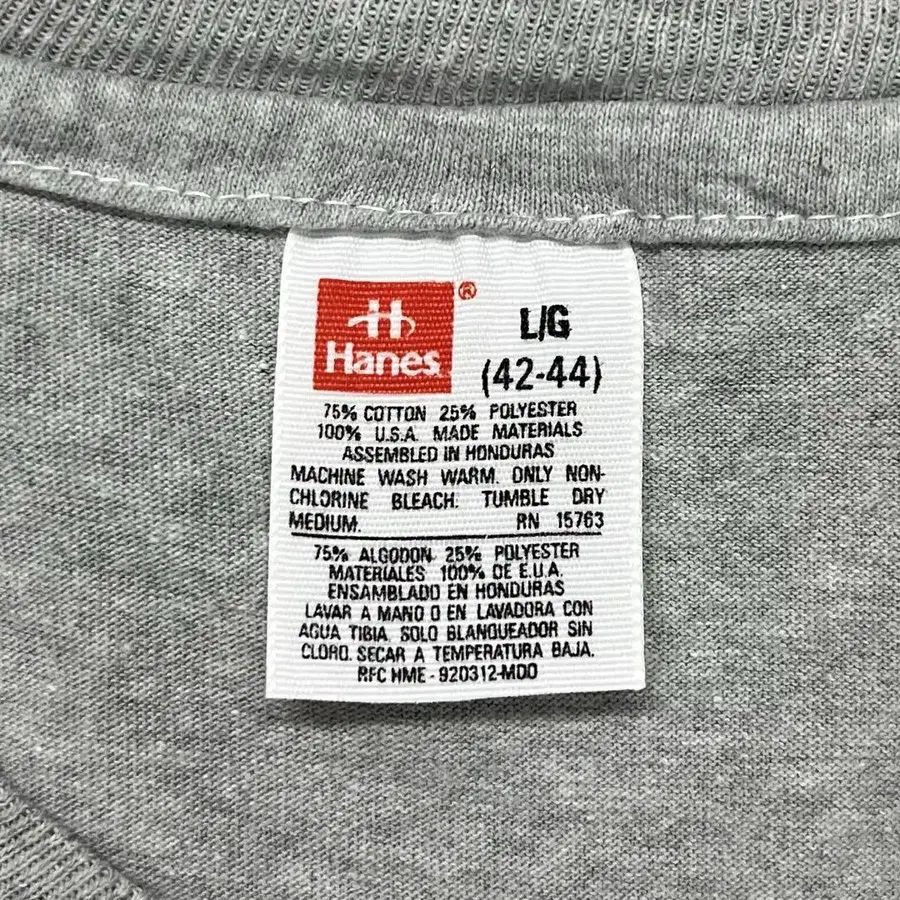 H
Hanes ®
L/G
(42-44)
75% COTTON 25% POLYESTER
100% U.S.A. MADE MATERIALS
ASSEMBLED IN HONDURAS
MACHINE WASH WARM. ONLY NON-
CHLORINE BLEACH. TUMBLE DRY
MEDIUM. RN 15763
75% ALGODON 25% POLYESTER
MATERIALES 100% DE E.U.A.
ENSAMBLADO EN HONDURAS
LAVAR A MANO O EN LAVADORA CON
AGUA TIBIA. SOLO BLANQUEADOR SIN
CLORO. SECAR A TEMPERATURA BAJA.
RFC HME - 920312-MDO